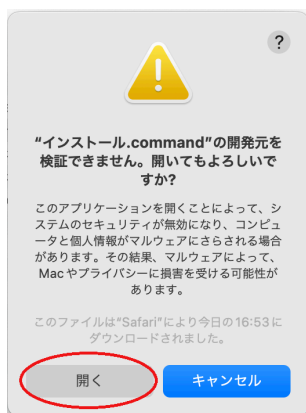 ?
“インストール.command”の開発元を
検証できません。開いてもよろしいで
すか?
このアプリケーションを開くことによって、シ
ステムのセキュリティが無効になり、コンピュ
ータと個人情報がマルウェアにさらされる場合
があります。その結果、マルウェアによって、
Macやプライバシーに損害を受ける可能性が
あります。
このファイルは“Safari”により今日の16:53に
ダウンロードされました。
開く
キャンセル